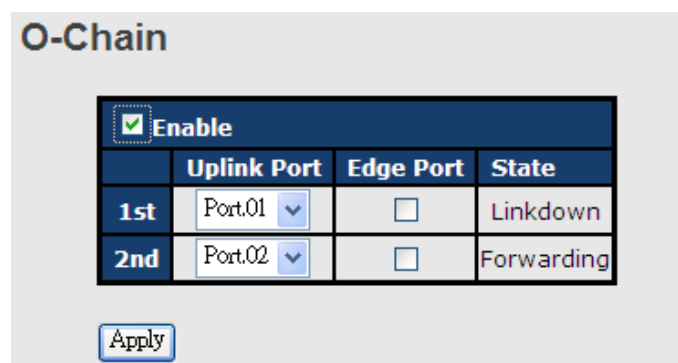 O-Chain
Enable
Uplink Port Edge Port State
1st Port.01 Linkdown
2nd Port.02 Forwarding
Apply